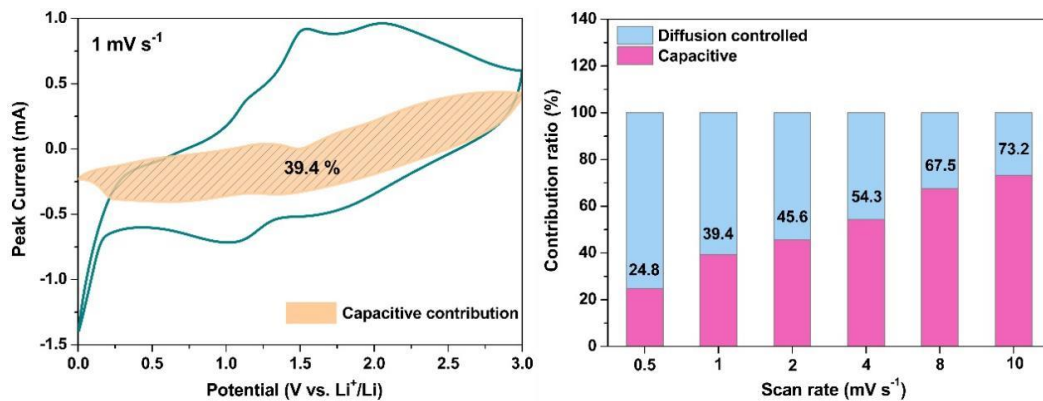 1 mV s⁻¹
1.0
0.5
0.0
-0.5
-1.0
-1.5
Peak Current (mA)
39.4 %
Capacitive contribution
0.0 0.5 1.0 1.5 2.0 2.5 3.0
Potential (V vs. Li⁺/Li)
140
120
100
80
60
40
20
0
Contribution ratio (%)
Diffusion controlled
Capacitive
24.8
39.4
45.6
54.3
67.5
73.2
0.5 1 2 4 8 10
Scan rate (mV s⁻¹)